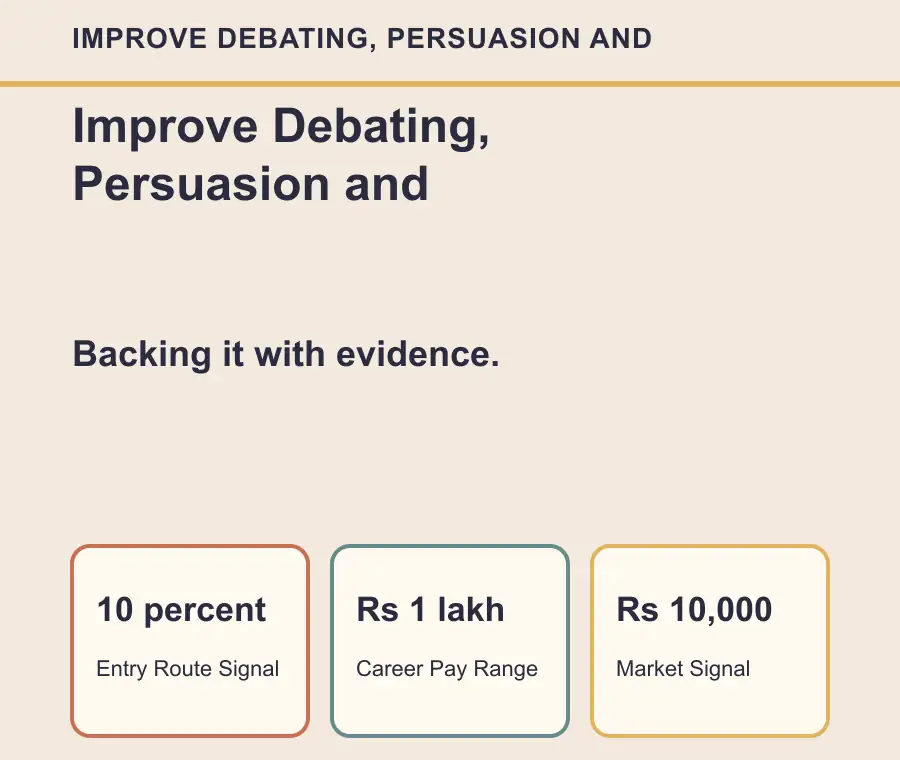 IMPROVE DEBATING, PERSUASION AND
Improve Debating,
Persuasion and
Backing it with evidence.
10 percent
Entry Route Signal
Rs 1 lakh
Career Pay Range
Rs 10,000
Market Signal